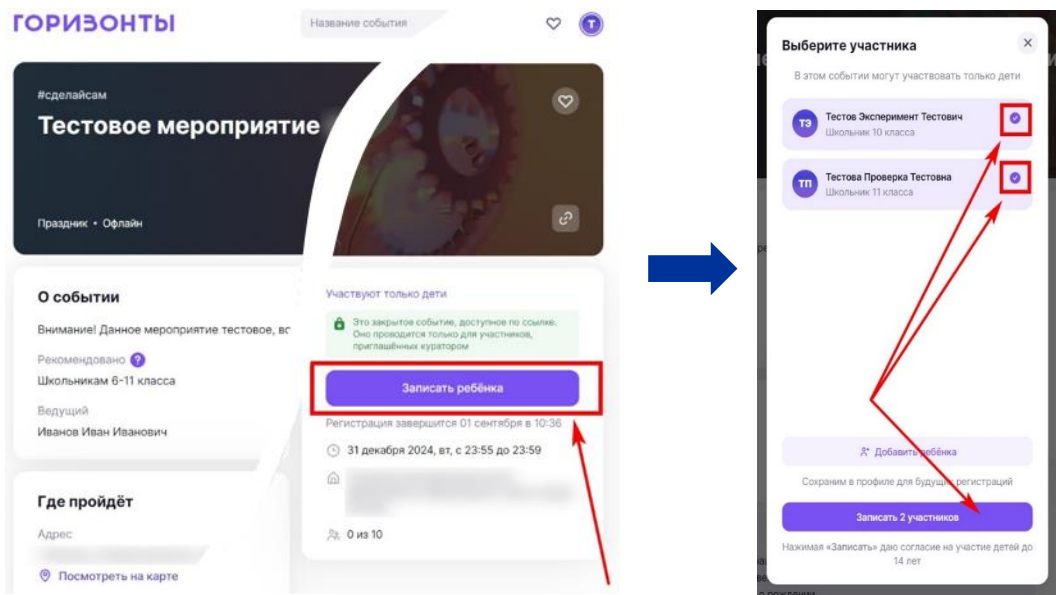 ГОРИЗОНТЫ
Название события
Т
#сделайсам
Тестовое мероприятие
Праздник • Офлайн
О событии
Внимание! Данное мероприятие тестовое, вс
Рекомендовано ?
Школьникам 6-11 класса
Ведущий
Иванов Иван Иванович
Где пройдёт
Адрес
Посмотреть на карте
Участвуют только дети
Это закрытое событие, доступное по ссылке.
Оно проводится только для участников,
приглашённых куратором
Записать ребёнка
Регистрация завершится 01 сентября в 10:36
31 декабря 2024, вт, с 23:55 до 23:59
0 из 10
Выберите участника
В этом событии могут участвовать только дети
ТЭ
Тестов Эксперимент Тестович
Школьник 10 класса
ТП
Тестова Проверка Тестовна
Школьник 11 класса
Добавить ребёнка
Сохраним в профиле для будущих регистраций
Записать 2 участников
Нажимая «Записать» даю согласие на участие детей до
14 лет